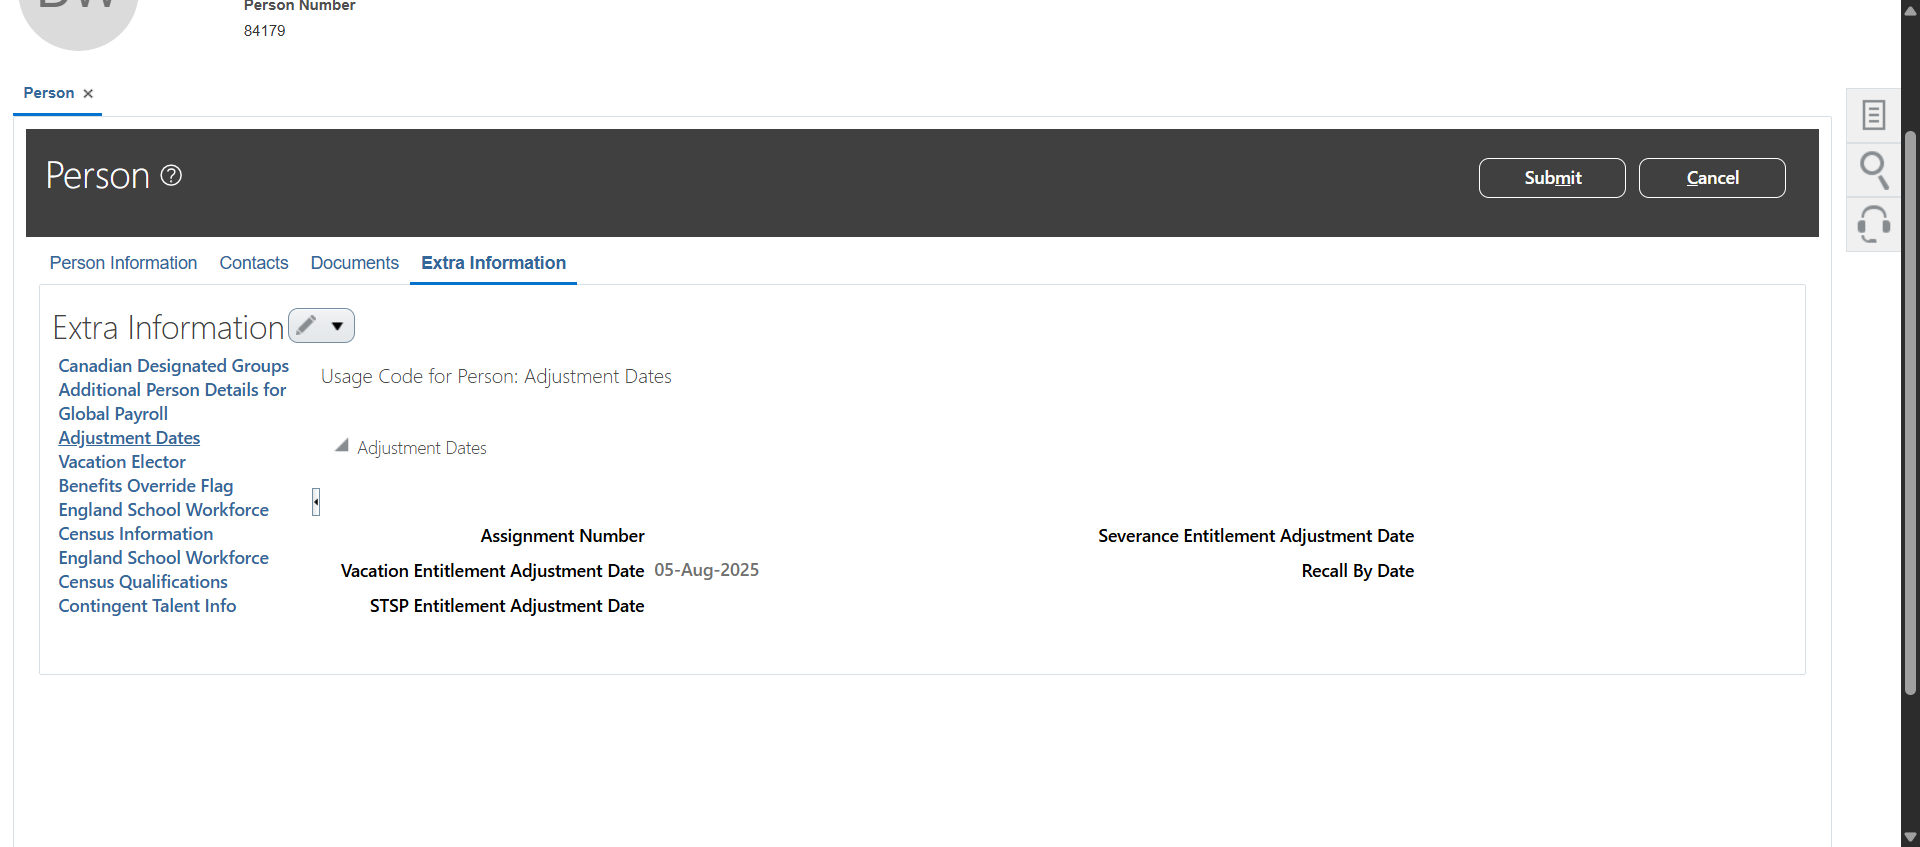 Person Number
84179
Person
Person
Submit
Cancel
Person Information
Contacts
Documents
Extra Information
Extra Information
Canadian Designated Groups
Additional Person Details for
Global Payroll
Adjustment Dates
Vacation Elector
Benefits Override Flag
England School Workforce
Census Information
England School Workforce
Census Qualifications
Contingent Talent Info
Usage Code for Person: Adjustment Dates
Adjustment Dates
Assignment Number
Vacation Entitlement Adjustment Date 05-Aug-2025
STSP Entitlement Adjustment Date
Severance Entitlement Adjustment Date
Recall By Date